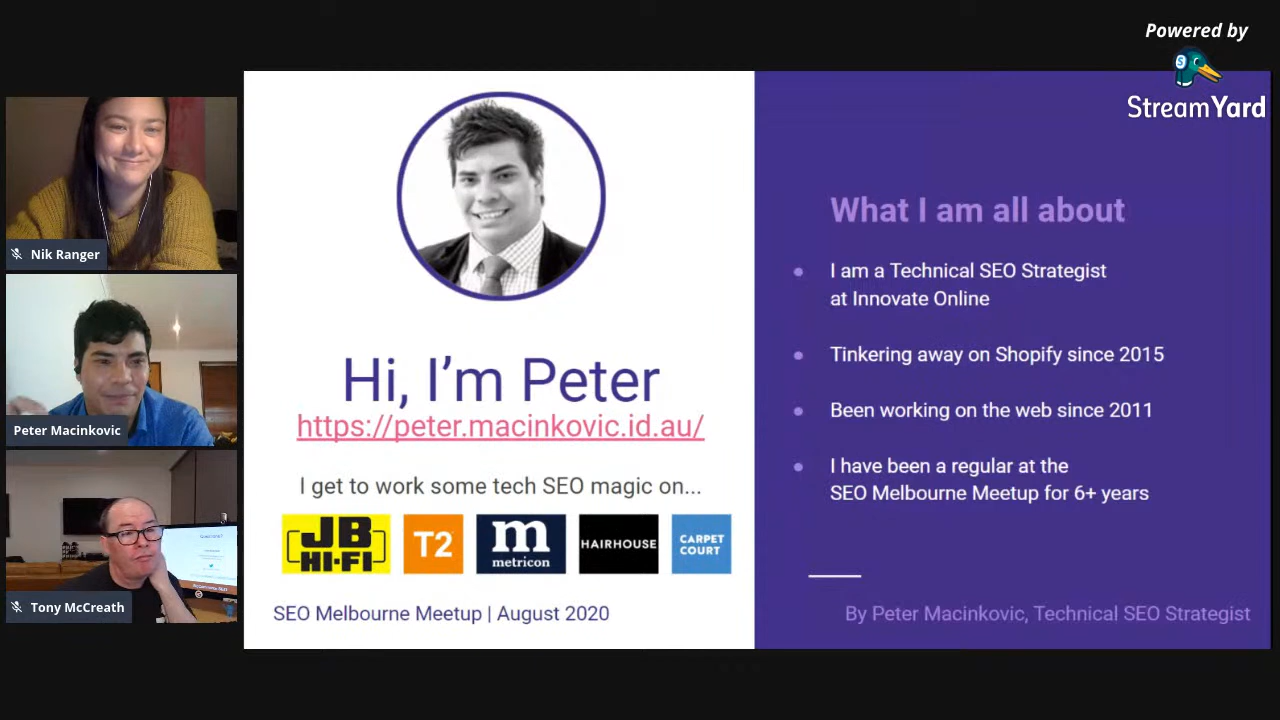 Powered by
StreamYard
Nik Ranger
Peter Macinkovic
Tony McCreath
Hi, I'm Peter
https://peter.macinkovic.id.au/
I get to work some tech SEO magic on...
JB
HI-FI
T2
m
metricon
HAIRHOUSE
CARPET
COURT
SEO Melbourne Meetup | August 2020
What I am all about
I am a Technical SEO Strategist
at Innovate Online
Tinkering away on Shopify since 2015
Been working on the web since 2011
I have been a regular at the
SEO Melbourne Meetup for 6+ years
By Peter Macinkovic, Technical SEO Strategist